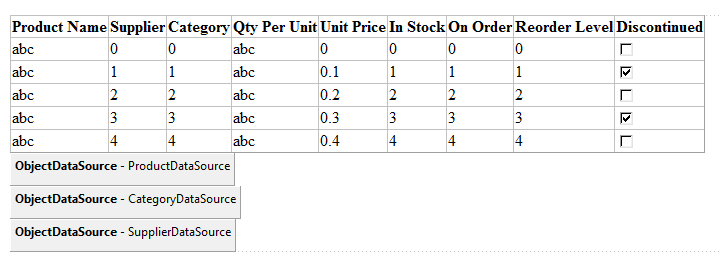 Product Name Supplier Category Qty Per Unit Unit Price In Stock On Order Reorder Level Discontinued
abc 0 0 abc 0 0 0 0
abc 1 1 abc 0.1 1 1 1
abc 2 2 abc 0.2 2 2 2
abc 3 3 abc 0.3 3 3 3
abc 4 4 abc 0.4 4 4 4
ObjectDataSource - ProductDataSource
ObjectDataSource - CategoryDataSource
ObjectDataSource - SupplierDataSource